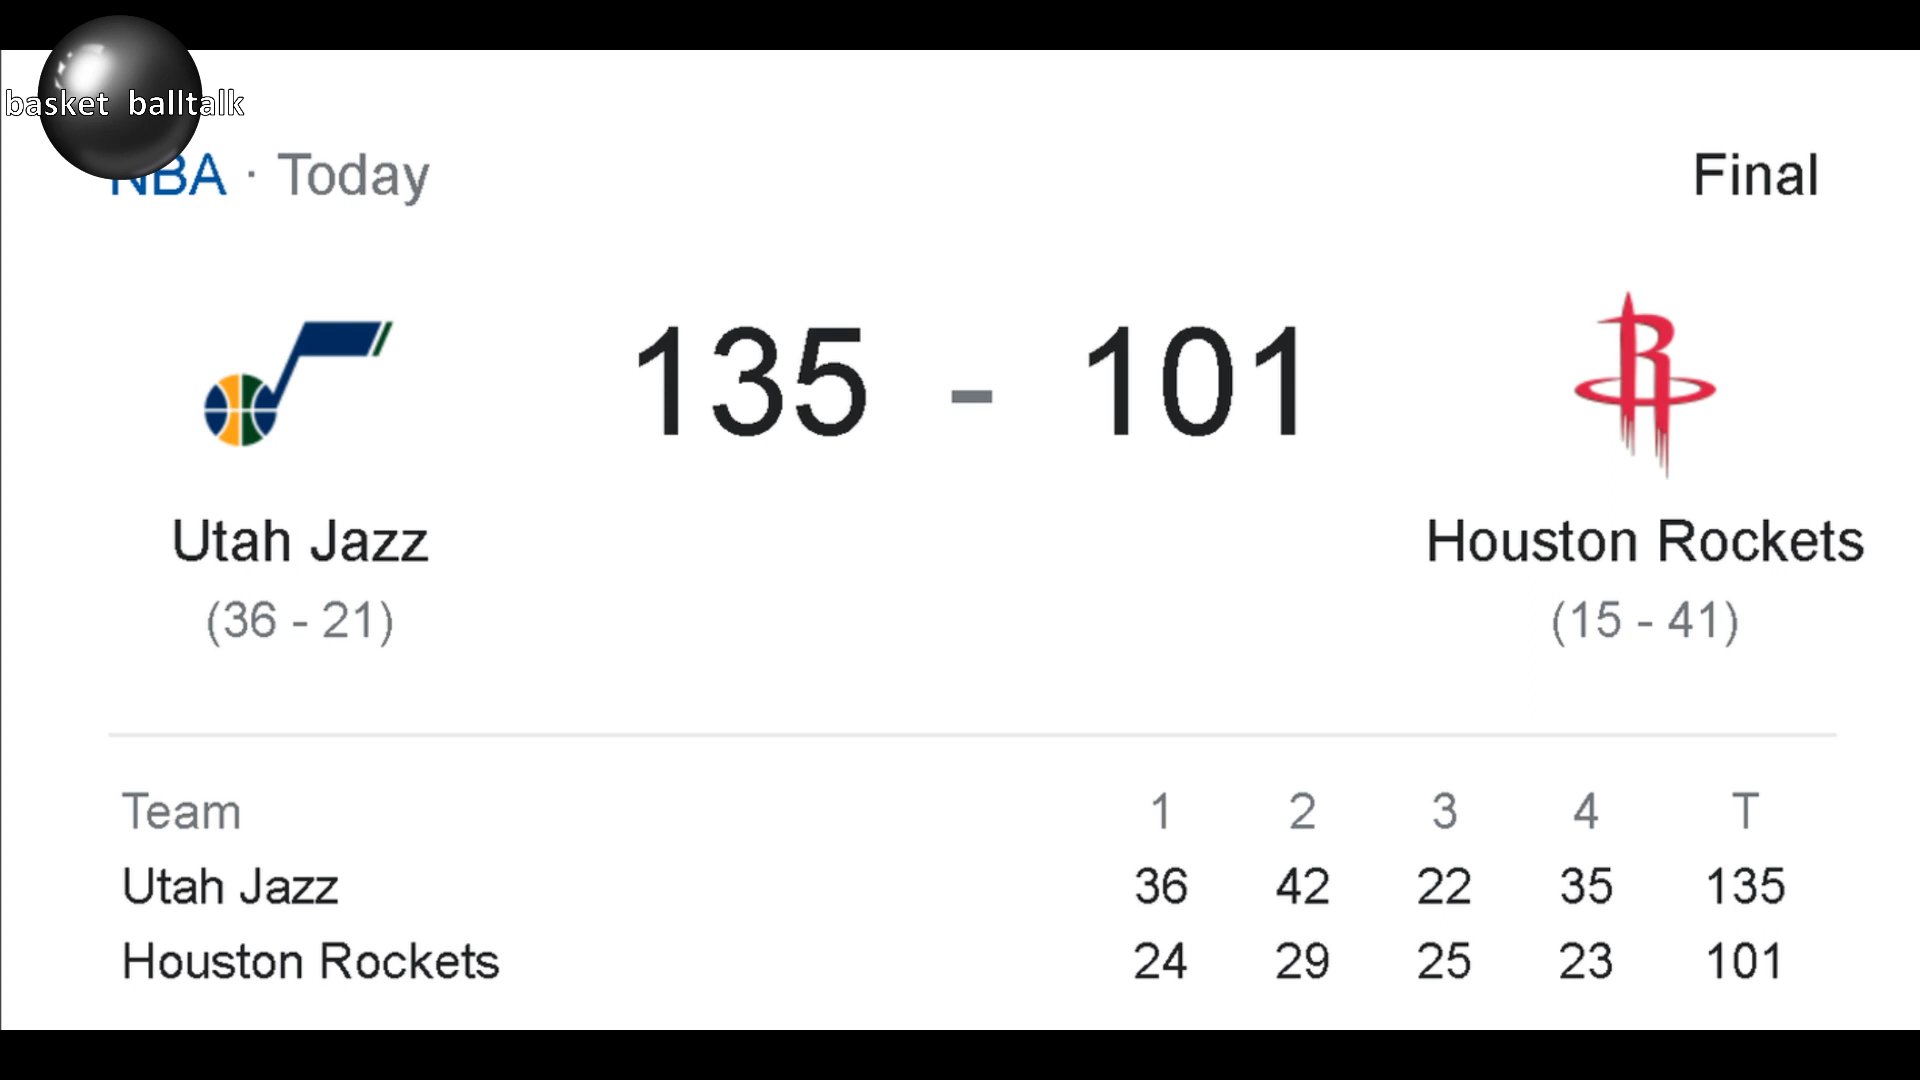 basket balltalk
NBA · Today
Final
135 - 101
Utah Jazz
Houston Rockets
(36 - 21)
(15 - 41)
Team 1 2 3 4 T
Utah Jazz 36 42 22 35 135
Houston Rockets 24 29 25 23 101